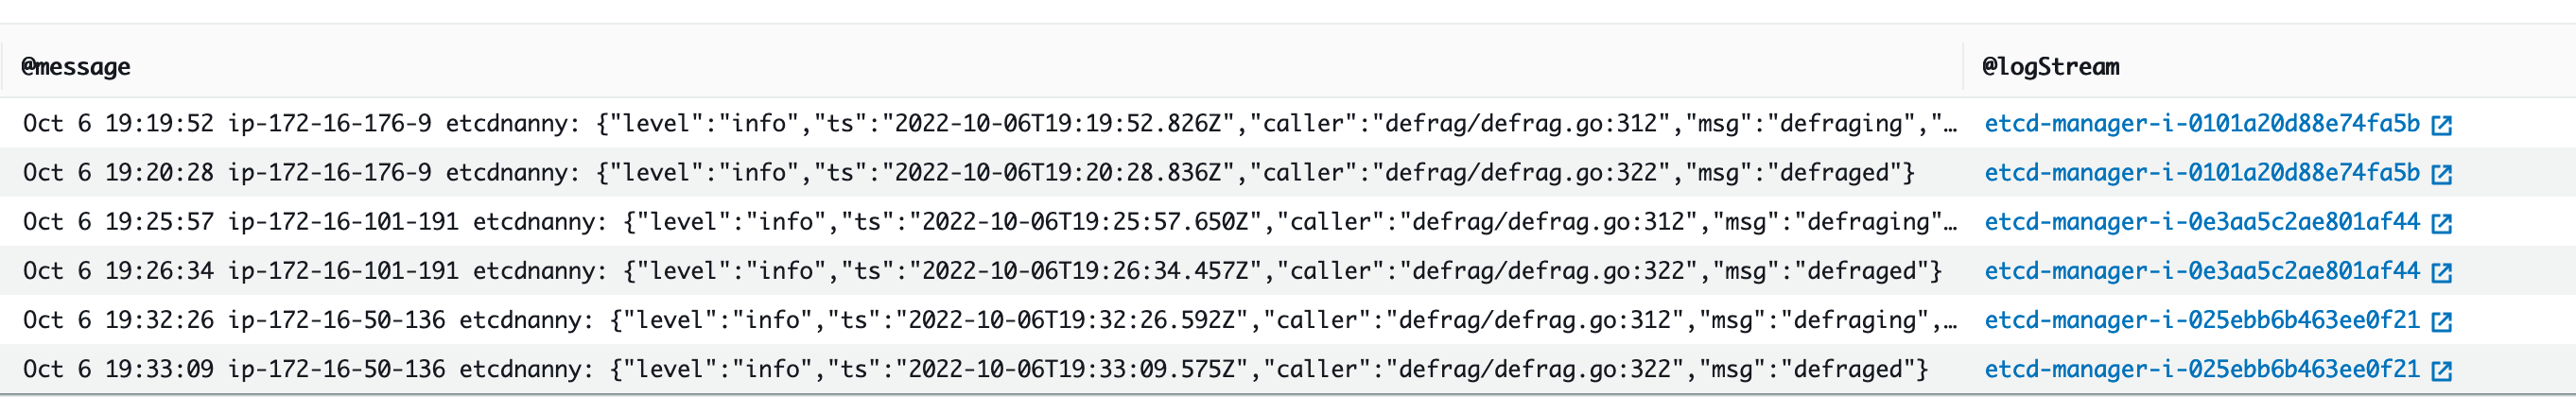 @message @logStream
Oct 6 19:19:52 ip-172-16-176-9 etcdnanny: {"level":"info","ts":"2022-10-06T19:19:52.826Z","caller":"defrag/defrag.go:312","msg":"defraging","… etcd-manager-i-0101a20d88e74fa5b
Oct 6 19:20:28 ip-172-16-176-9 etcdnanny: {"level":"info","ts":"2022-10-06T19:20:28.836Z","caller":"defrag/defrag.go:322","msg":"defraged"} etcd-manager-i-0101a20d88e74fa5b
Oct 6 19:25:57 ip-172-16-101-191 etcdnanny: {"level":"info","ts":"2022-10-06T19:25:57.650Z","caller":"defrag/defrag.go:312","msg":"defraging"… etcd-manager-i-0e3aa5c2ae801af44
Oct 6 19:26:34 ip-172-16-101-191 etcdnanny: {"level":"info","ts":"2022-10-06T19:26:34.457Z","caller":"defrag/defrag.go:322","msg":"defraged"} etcd-manager-i-0e3aa5c2ae801af44
Oct 6 19:32:26 ip-172-16-50-136 etcdnanny: {"level":"info","ts":"2022-10-06T19:32:26.592Z","caller":"defrag/defrag.go:312","msg":"defraging",… etcd-manager-i-025ebb6b463ee0f21
Oct 6 19:33:09 ip-172-16-50-136 etcdnanny: {"level":"info","ts":"2022-10-06T19:33:09.575Z","caller":"defrag/defrag.go:322","msg":"defraged"} etcd-manager-i-025ebb6b463ee0f21